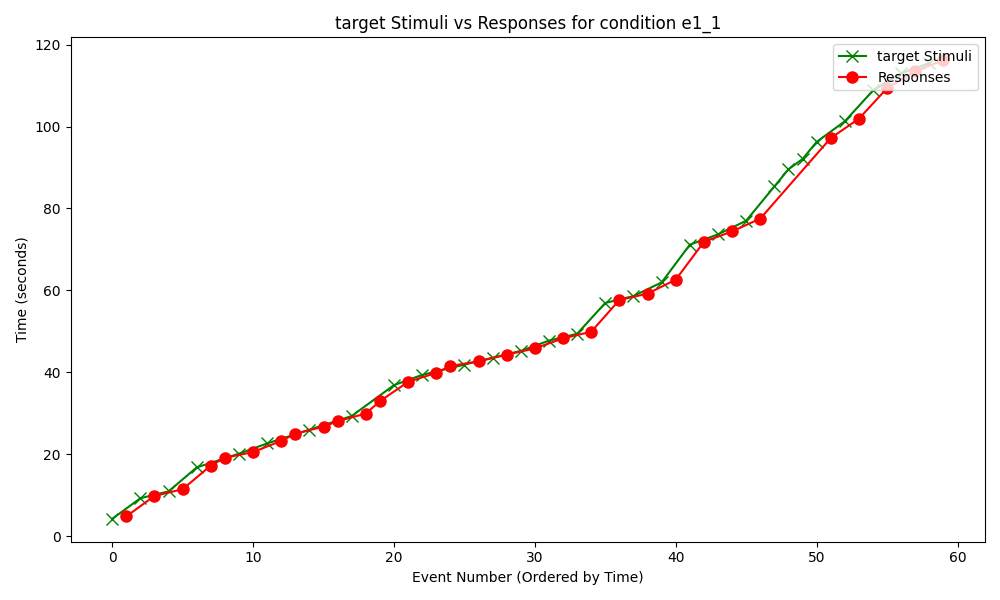 target Stimuli vs Responses for condition e1_1
target Stimuli
Responses
Time (seconds)
120
100
80
60
40
20
0
0 10 20 30 40 50 60
Event Number (Ordered by Time)